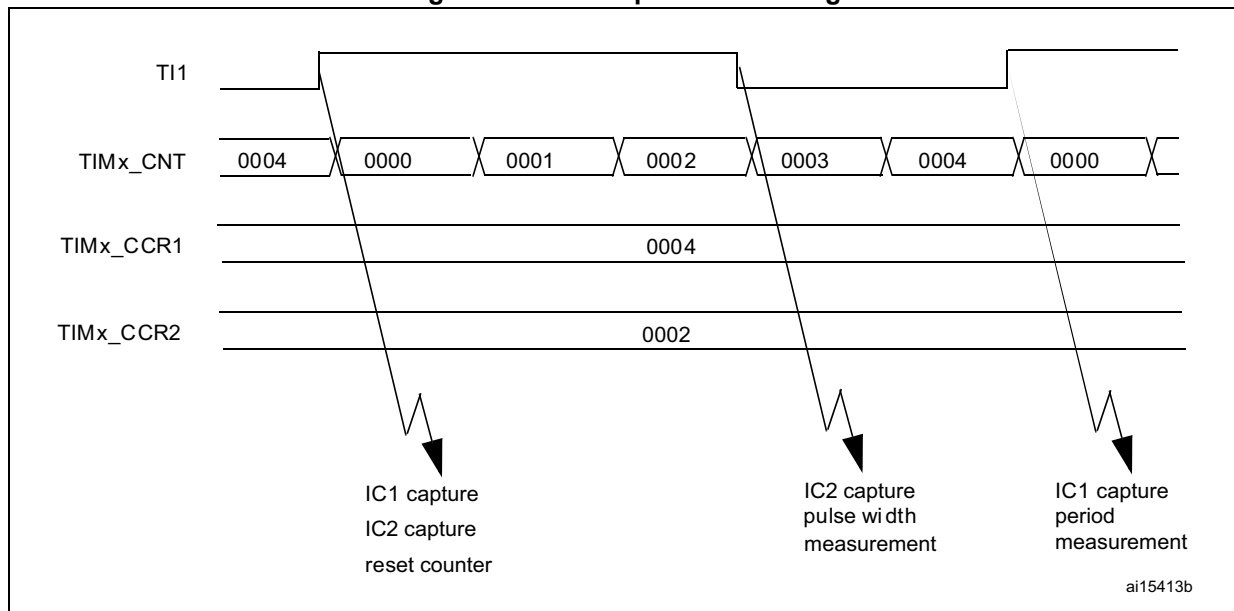 TI1
TIMx_CNT 0004 0000 0001 0002 0003 0004 0000
TIMx_CCR1 0004
TIMx_CCR2 0002
IC1 capture
IC2 capture
reset counter
IC2 capture
pulse width
measurement
IC1 capture
period
measurement
ai15413b